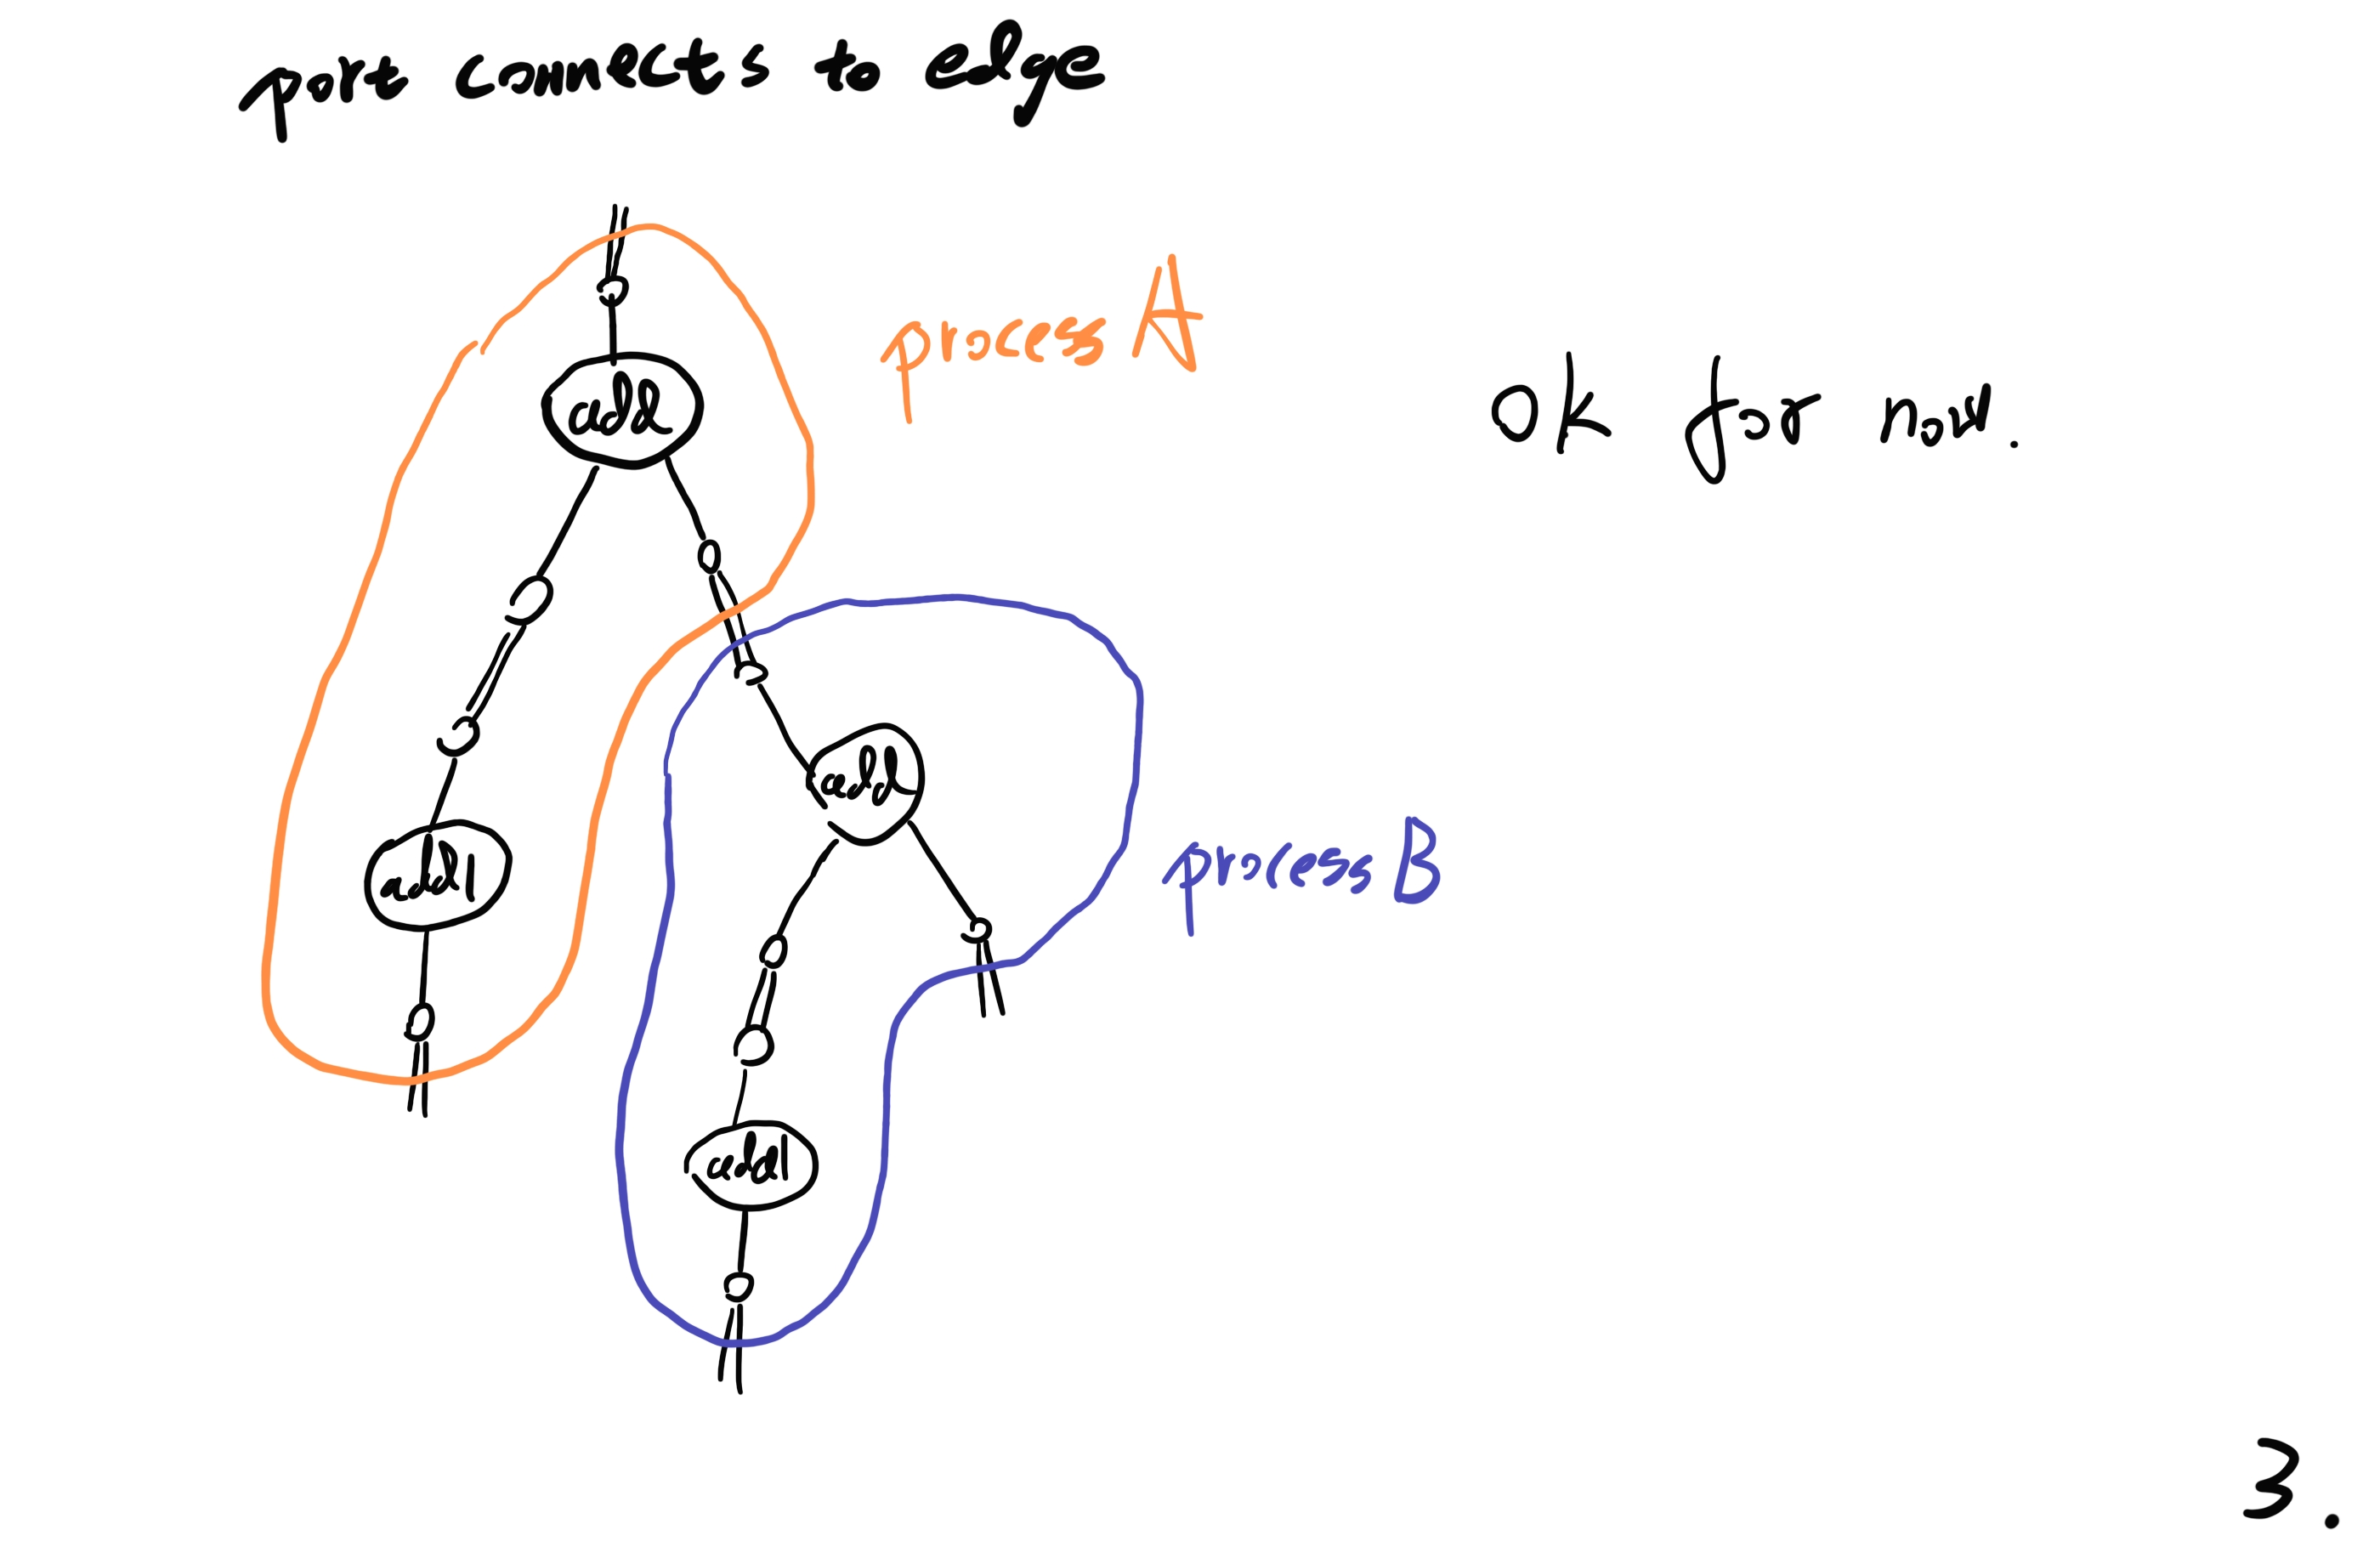 port connects to edge
process A
add
ok for now.
add
process B
add1
add1
3.